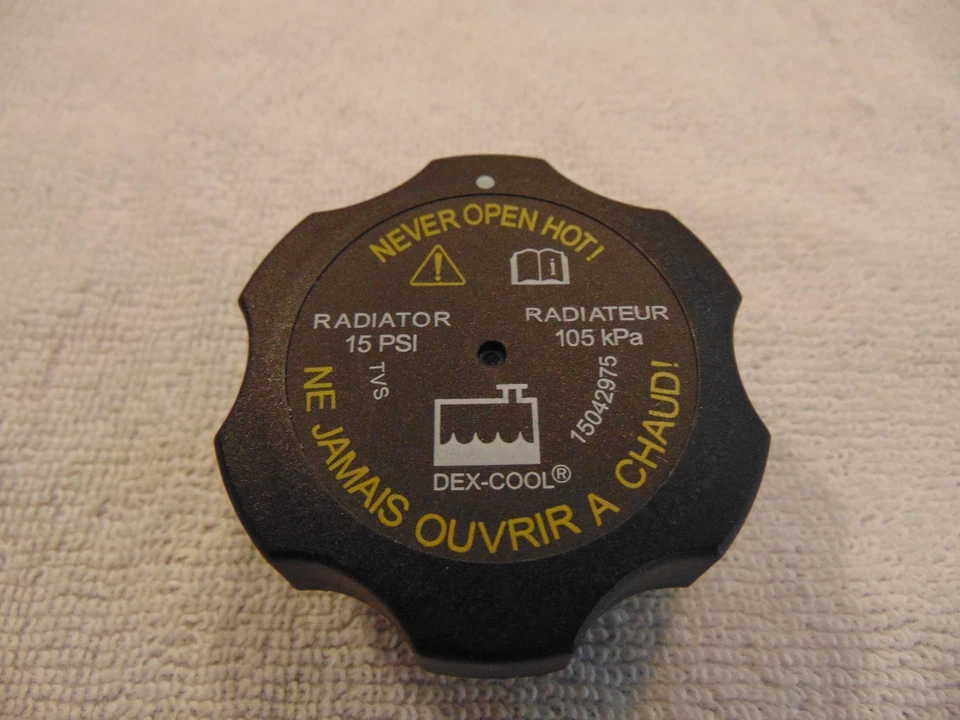 NEVER OPEN HOT!
RADIATOR
15 PSI
RADIATEUR
105 kPa
TVS
15042975
DEX-COOL®
NE JAMAIS OUVRIR A CHAUD!